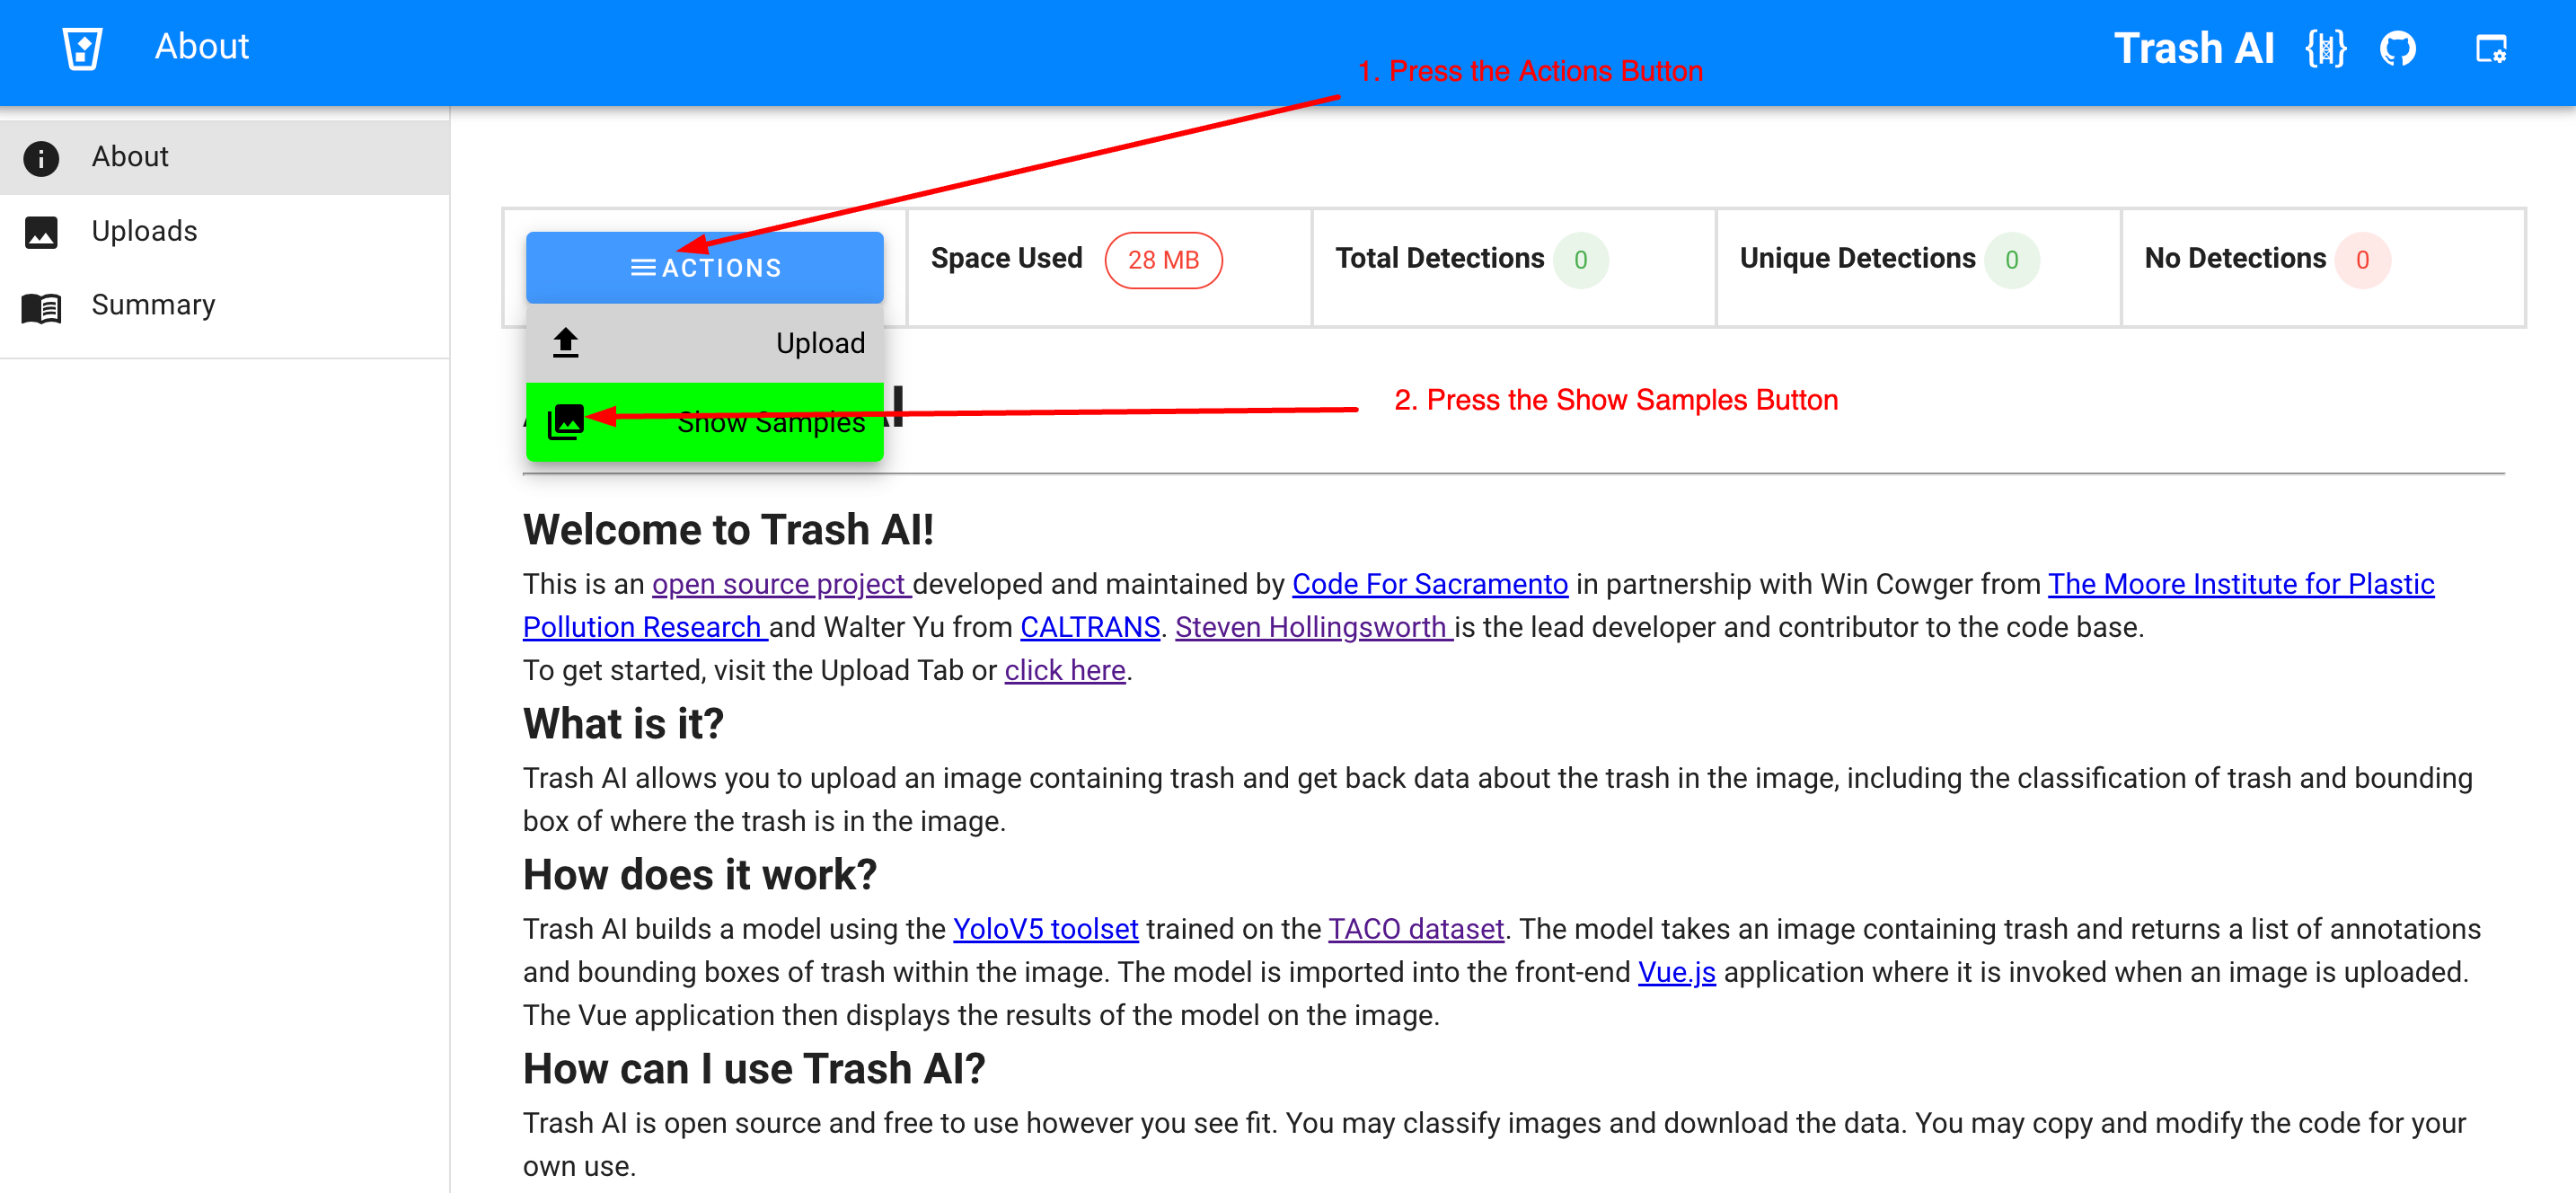 About
Trash AI
1. Press the Actions Button
About
Uploads
Summary
ACTIONS
Space Used 28 MB
Total Detections 0
Unique Detections 0
No Detections 0
Upload
Show Samples
2. Press the Show Samples Button
Welcome to Trash AI!
This is an open source project developed and maintained by Code For Sacramento in partnership with Win Cowger from The Moore Institute for Plastic
Pollution Research and Walter Yu from CALTRANS. Steven Hollingsworth is the lead developer and contributor to the code base.
To get started, visit the Upload Tab or click here.
What is it?
Trash AI allows you to upload an image containing trash and get back data about the trash in the image, including the classification of trash and bounding
box of where the trash is in the image.
How does it work?
Trash AI builds a model using the YoloV5 toolset trained on the TACO dataset. The model takes an image containing trash and returns a list of annotations
and bounding boxes of trash within the image. The model is imported into the front-end Vue.js application where it is invoked when an image is uploaded.
The Vue application then displays the results of the model on the image.
How can I use Trash AI?
Trash AI is open source and free to use however you see fit. You may classify images and download the data. You may copy and modify the code for your
own use.